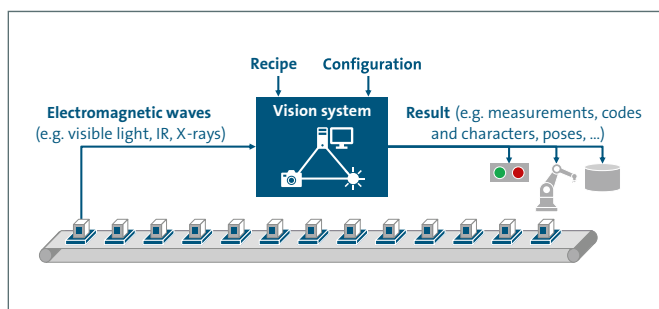 Recipe
Configuration
Electromagnetic waves
(e.g. visible light, IR, X-rays)
Vision system
Result (e.g. measurements, codes
and characters, poses, ...)